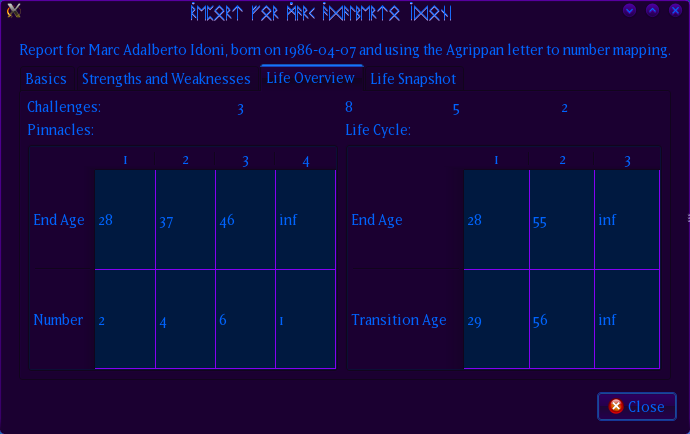 Report for Marc Adalberto Idoni
Report for Marc Adalberto Idoni, born on 1986-04-07 and using the Agrippan letter to number mapping.
Basics Strengths and Weaknesses Life Overview Life Snapshot
Challenges: 3 8 5 2
Pinnacles:
1 2 3 4
End Age 28 37 46 inf
Number 2 4 6 1
Life Cycle:
1 2 3
End Age 28 55 inf
Transition Age 29 56 inf
Close